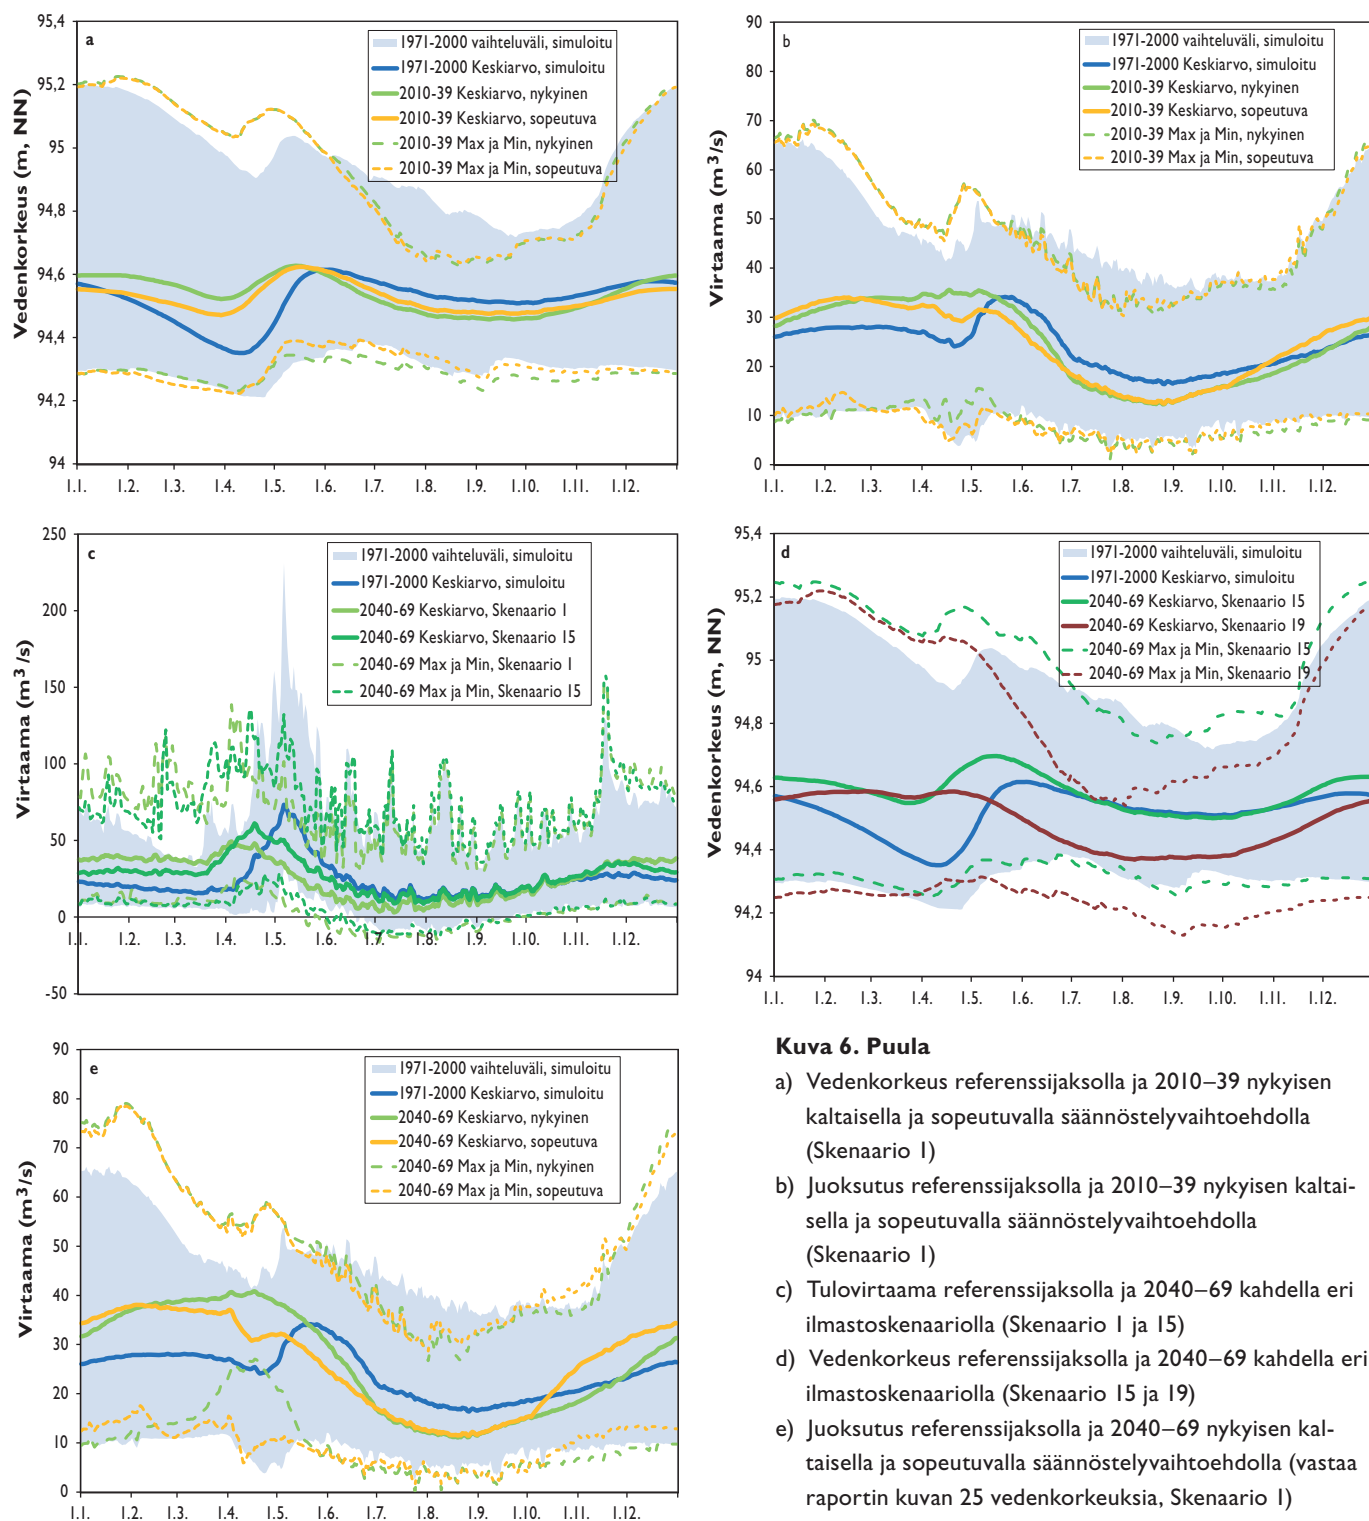 a
Vedenkorkeus (m, NN)
95,4
95,2
95
94,8
94,6
94,4
94,2
94
1971-2000 vaihteluväli, simuloitu
1971-2000 Keskiarvo, simuloitu
2010-39 Keskiarvo, nykyinen
2010-39 Keskiarvo, sopeutuva
2010-39 Max ja Min, nykyinen
2010-39 Max ja Min, sopeutuva
1.1. 1.2. 1.3. 1.4. 1.5. 1.6. 1.7. 1.8. 1.9. 1.10. 1.11. 1.12.
b
Virtaama (m³/s)
90
80
70
60
50
40
30
20
10
0
1971-2000 vaihteluväli, simuloitu
1971-2000 Keskiarvo, simuloitu
2010-39 Keskiarvo, nykyinen
2010-39 Keskiarvo, sopeutuva
2010-39 Max ja Min, nykyinen
2010-39 Max ja Min, sopeutuva
1.1. 1.2. 1.3. 1.4. 1.5. 1.6. 1.7. 1.8. 1.9. 1.10. 1.11. 1.12.
c
Virtaama (m³/s)
250
200
150
100
50
0
-50
1971-2000 vaihteluväli, simuloitu
1971-2000 Keskiarvo, simuloitu
2040-69 Keskiarvo, Skenaario 1
2040-69 Keskiarvo, Skenaario 15
2040-69 Max ja Min, Skenaario 1
2040-69 Max ja Min, Skenaario 15
1.1. 1.2. 1.3. 1.4. 1.5. 1.6. 1.7. 1.8. 1.9. 1.10. 1.11. 1.12.
d
Vedenkorkeus (m, NN)
95,4
95,2
95
94,8
94,6
94,4
94,2
94
1971-2000 vaihteluväli, simuloitu
1971-2000 Keskiarvo, simuloitu
2040-69 Keskiarvo, Skenaario 15
2040-69 Keskiarvo, Skenaario 19
2040-69 Max ja Min, Skenaario 15
2040-69 Max ja Min, Skenaario 19
1.1. 1.2. 1.3. 1.4. 1.5. 1.6. 1.7. 1.8. 1.9. 1.10. 1.11. 1.12.
e
Virtaama (m³/s)
90
80
70
60
50
40
30
20
10
0
1971-2000 vaihteluväli, simuloitu
1971-2000 Keskiarvo, simuloitu
2040-69 Keskiarvo, nykyinen
2040-69 Keskiarvo, sopeutuva
2040-69 Max ja Min, nykyinen
2040-69 Max ja Min, sopeutuva
1.1. 1.2. 1.3. 1.4. 1.5. 1.6. 1.7. 1.8. 1.9. 1.10. 1.11. 1.12.
Kuva 6. Puula
a) Vedenkorkeus referenssijaksolla ja 2010–39 nykyisen
kaltaisella ja sopeutuvalla säännöstelyvaihtoehdolla
(Skenaario 1)
b) Juoksutus referenssijaksolla ja 2010–39 nykyisen kaltai-
sella ja sopeutuvalla säännöstelyvaihtoehdolla
(Skenaario 1)
c) Tulovirtaama referenssijaksolla ja 2040–69 kahdella eri
ilmastoskenaariolla (Skenaario 1 ja 15)
d) Vedenkorkeus referenssijaksolla ja 2040–69 kahdella eri
ilmastoskenaariolla (Skenaario 15 ja 19)
e) Juoksutus referenssijaksolla ja 2040–69 nykyisen kal-
taisella ja sopeutuvalla säännöstelyvaihtoehdolla (vastaa
raportin kuvan 25 vedenkorkeuksia, Skenaario 1)